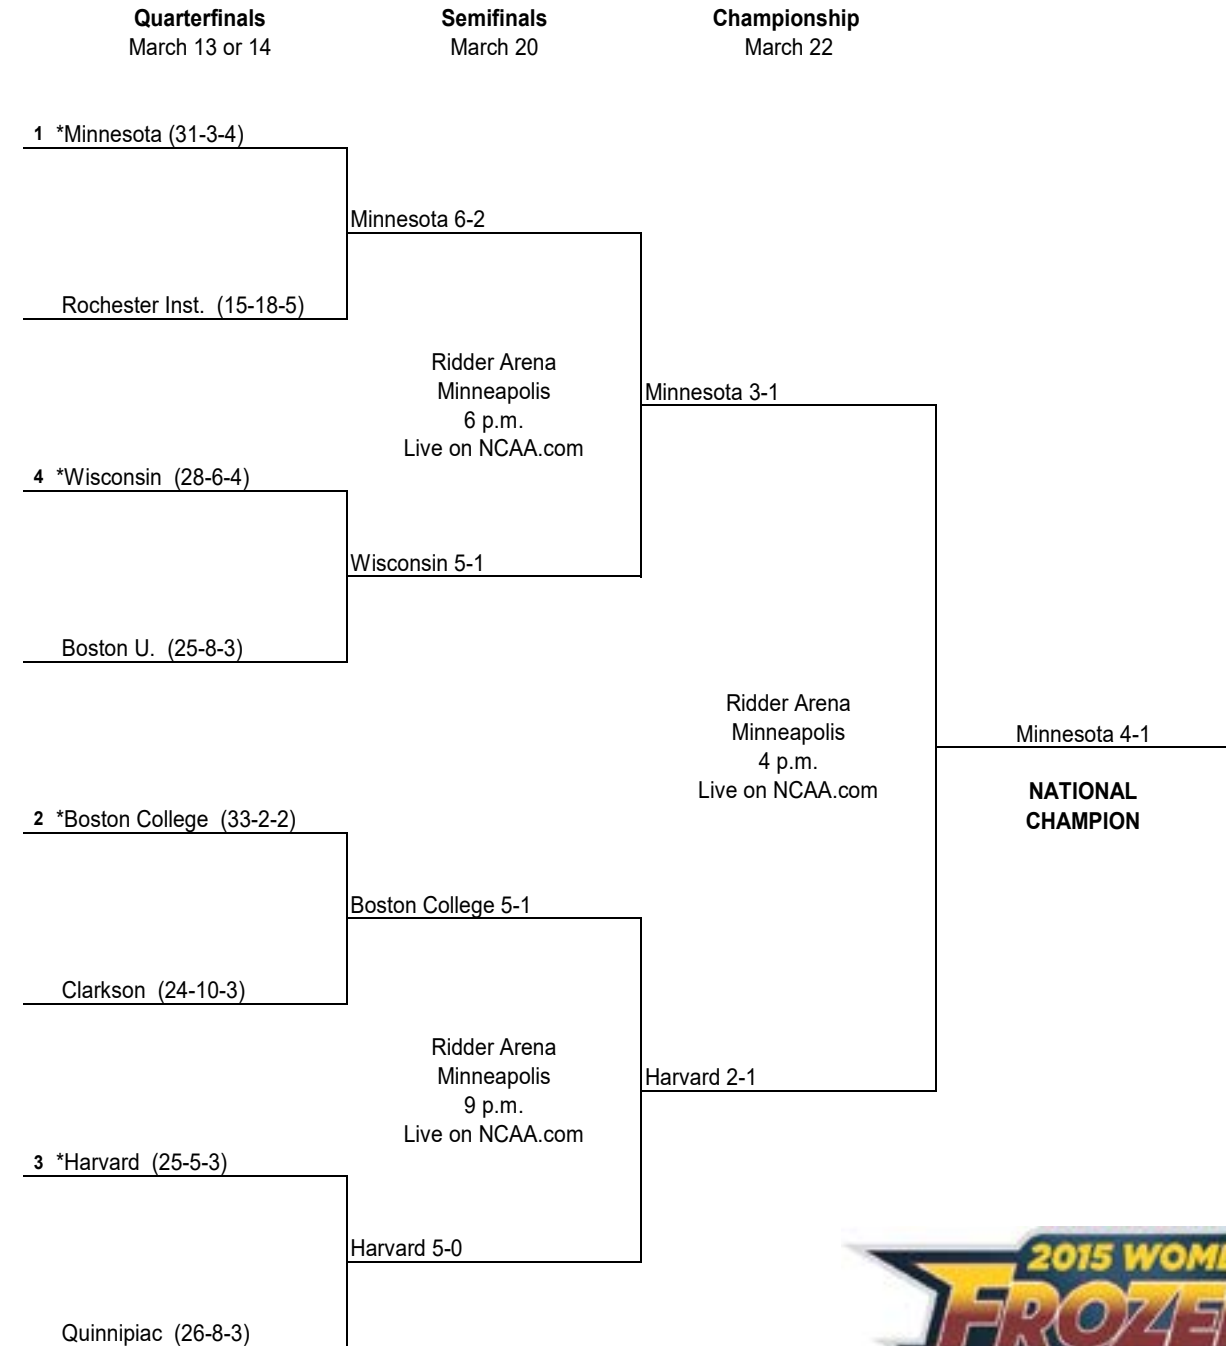 Quarterfinals
March 13 or 14
Semifinals
March 20
Championship
March 22
1 *Minnesota (31-3-4)
Minnesota 6-2
Rochester Inst. (15-18-5)
Ridder Arena
Minneapolis
6 p.m.
Live on NCAA.com
Minnesota 3-1
4 *Wisconsin (28-6-4)
Wisconsin 5-1
Boston U. (25-8-3)
Ridder Arena
Minneapolis
4 p.m.
Live on NCAA.com
Minnesota 4-1
NATIONAL
CHAMPION
2 *Boston College (33-2-2)
Boston College 5-1
Clarkson (24-10-3)
Ridder Arena
Minneapolis
9 p.m.
Live on NCAA.com
Harvard 2-1
3 *Harvard (25-5-3)
Harvard 5-0
Quinnipiac (26-8-3)
2015 WOM
FROZE